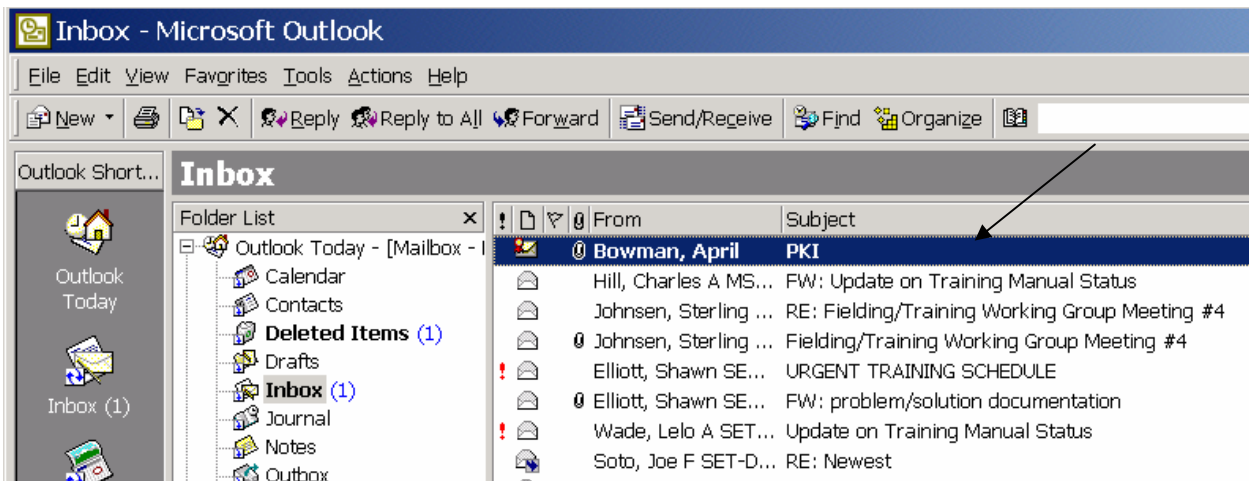 Inbox - Microsoft Outlook
File Edit View Favorites Tools Actions Help
New Reply Reply to All Forward Send/Receive Find Organize
Outlook Short... Inbox
Folder List ! From Subject
Outlook Today - [Mailbox - Bowman, April PKI
Calendar Hill, Charles A MS... FW: Update on Training Manual Status
Contacts Johnsen, Sterling ... RE: Fielding/Training Working Group Meeting #4
Deleted Items (1) Johnsen, Sterling ... Fielding/Training Working Group Meeting #4
Drafts ! Elliott, Shawn SE... URGENT TRAINING SCHEDULE
Inbox (1) Elliott, Shawn SE... FW: problem/solution documentation
Journal ! Wade, Lelo A SET... Update on Training Manual Status
Notes Soto, Joe F SET-D... RE: Newest
Outbox
Outlook
Today
Inbox (1)